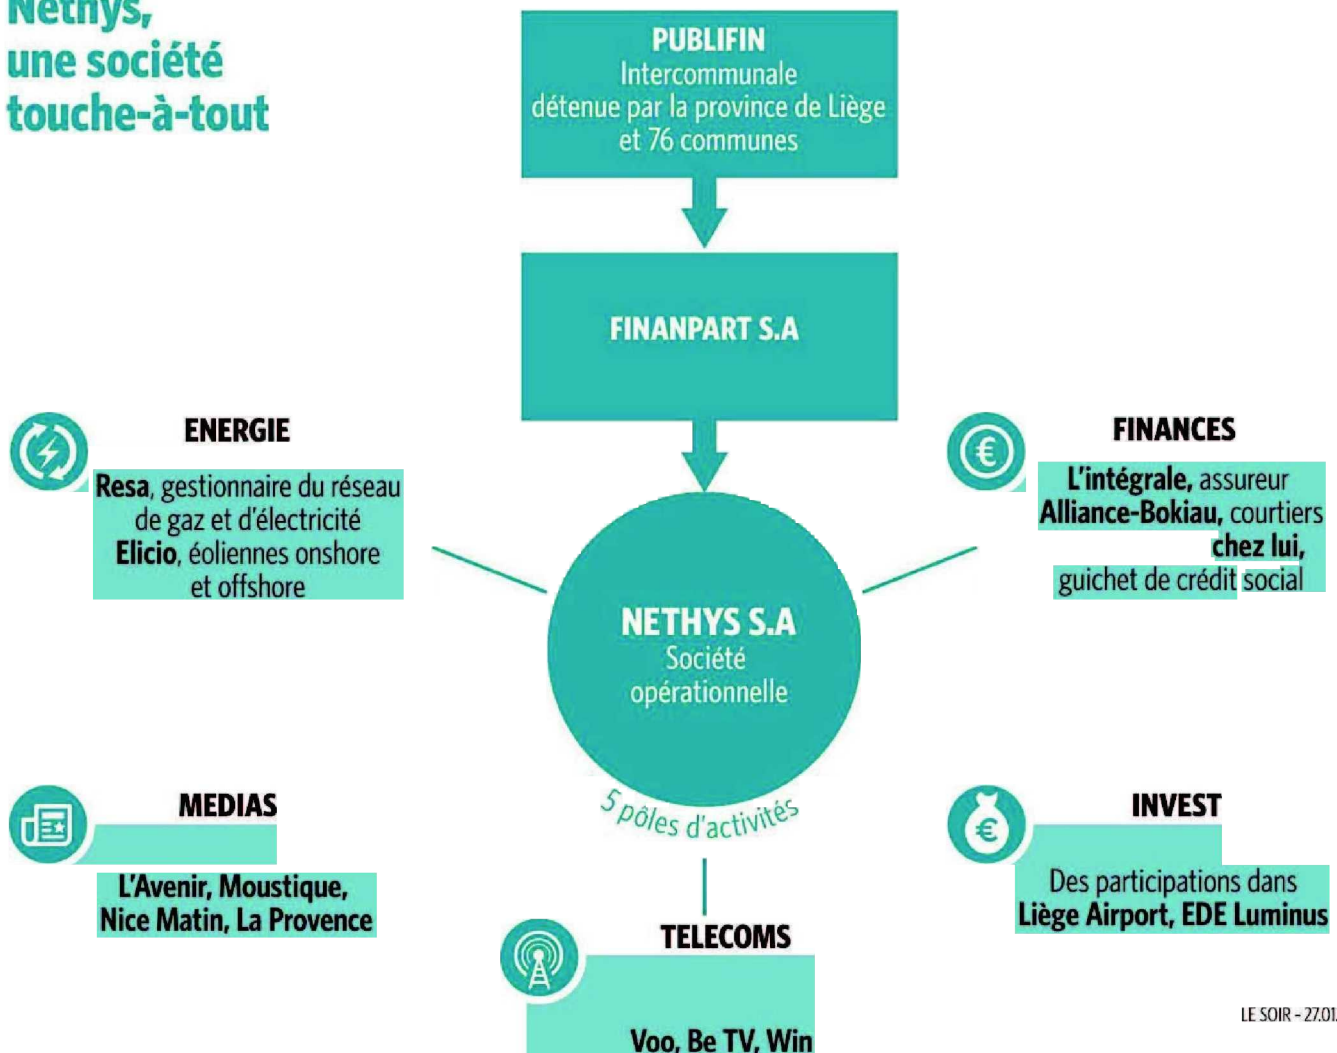 Nethys,
une société
touche-à-tout
PUBLIFIN
Intercommunale
détenue par la province de Liège
et 76 communes
FINANPART S.A
ENERGIE
Resa, gestionnaire du réseau
de gaz et d'électricité
Elicio, éoliennes onshore
et offshore
FINANCES
L'intégrale, assureur
Alliance-Bokiau, courtiers
chez lui,
guichet de crédit social
NETHYS S.A
Société
opérationnelle
5 pôles d'activités
MEDIAS
L'Avenir, Moustique,
Nice Matin, La Provence
INVEST
Des participations dans
Liège Airport, EDE Luminus
TELECOMS
Voo, Be TV, Win
LE SOIR - 27.01.